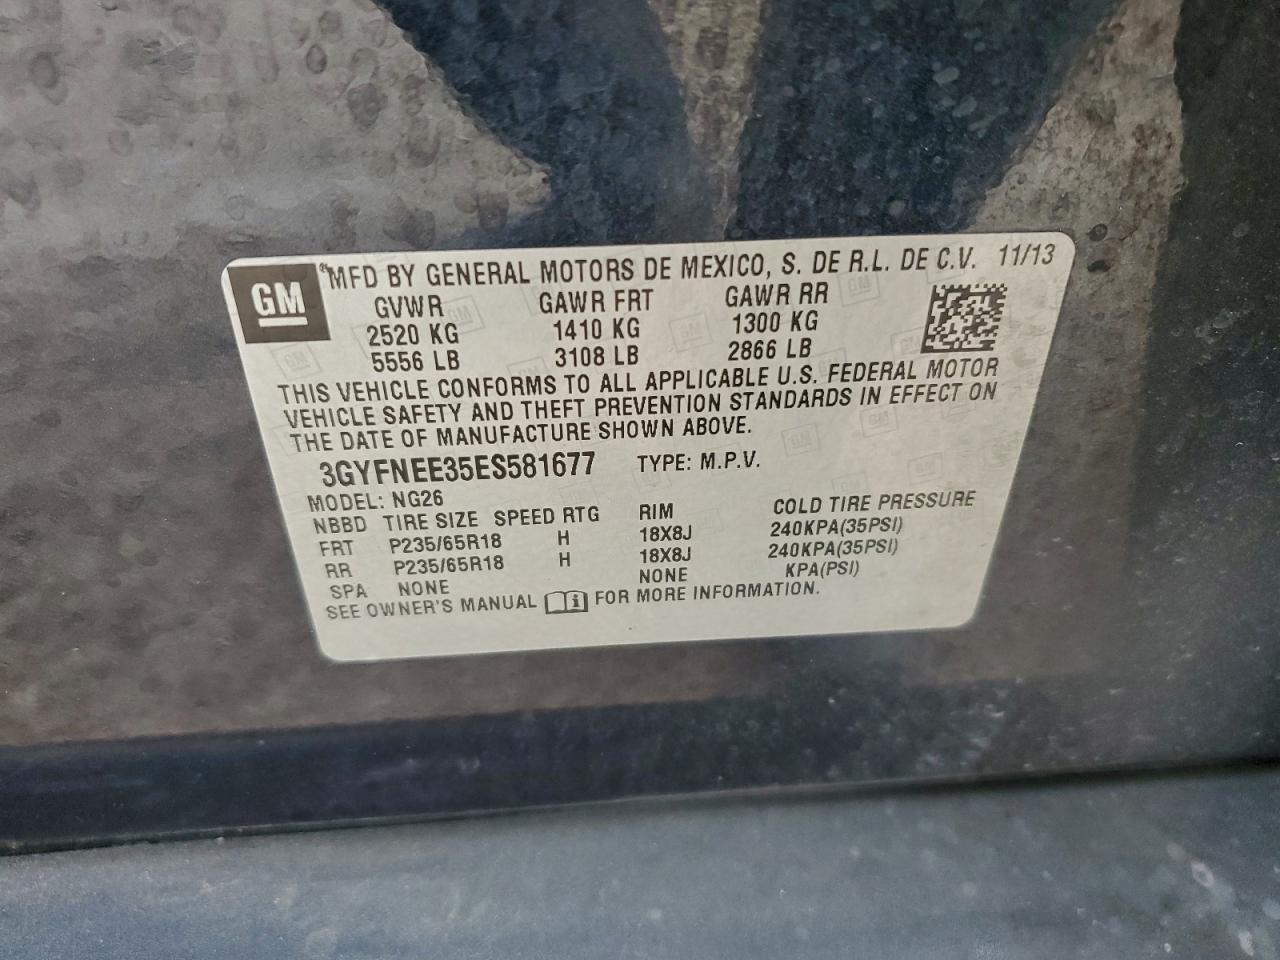 GM
MFD BY GENERAL MOTORS DE MEXICO, S. DE R.L. DE C.V. 11/13
GVWR GAWR FRT GAWR RR
2520 KG 1410 KG 1300 KG
5556 LB 3108 LB 2866 LB
THIS VEHICLE CONFORMS TO ALL APPLICABLE U.S. FEDERAL MOTOR
VEHICLE SAFETY AND THEFT PREVENTION STANDARDS IN EFFECT ON
THE DATE OF MANUFACTURE SHOWN ABOVE.
3GYFNEE35ES581677 TYPE: M.P.V.
MODEL: NG26
NBBD TIRE SIZE SPEED RTG RIM COLD TIRE PRESSURE
FRT P235/65R18 H 18X8J 240KPA(35PSI)
RR P235/65R18 H 18X8J 240KPA(35PSI)
SPA NONE NONE KPA(PSI)
SEE OWNER'S MANUAL FOR MORE INFORMATION.